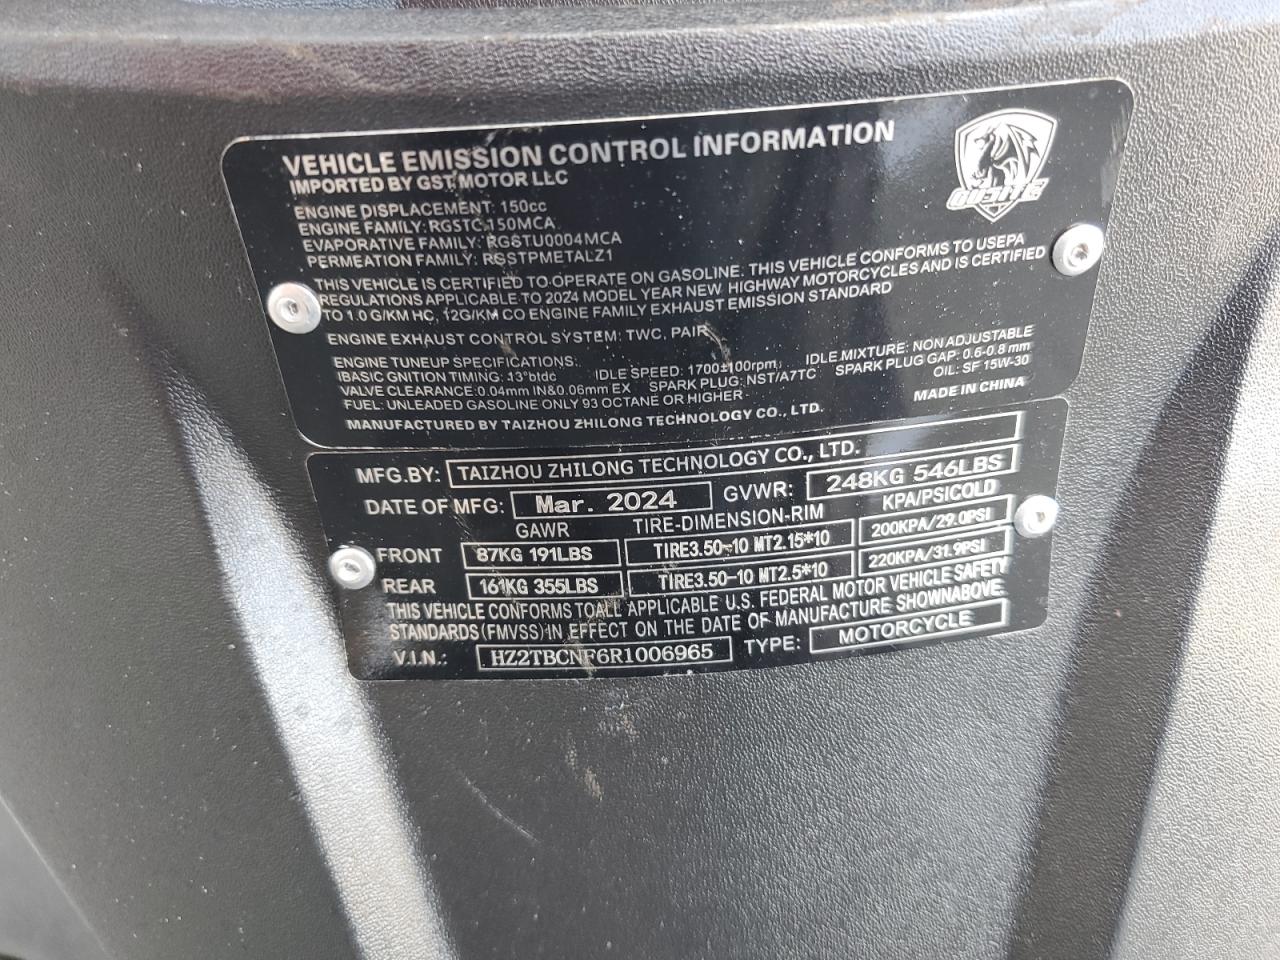 VEHICLE EMISSION CONTROL INFORMATION
IMPORTED BY GST MOTOR LLC
ENGINE DISPLACEMENT: 150cc
ENGINE FAMILY: RGSTC.150MCA
EVAPORATIVE FAMILY: RGSTU0004MCA
PERMEATION FAMILY: RGSTPMETALZ1
THIS VEHICLE IS CERTIFIED TO OPERATE ON GASOLINE. THIS VEHICLE CONFORMS TO USEPA
REGULATIONS APPLICABLE TO 2024 MODEL YEAR NEW HIGHWAY MOTORCYCLES AND IS CERTIFIED
TO 1.0 G/KM HC, 12G/KM CO ENGINE FAMILY EXHAUST EMISSION STANDARD
ENGINE EXHAUST CONTROL SYSTEM: TWC, PAIR
ENGINE TUNEUP SPECIFICATIONS:
IBASIC GNITION TIMING: 13°btdc IDLE SPEED: 1700±100rpm IDLE MIXTURE: NON ADJUSTABLE
VALVE CLEARANCE:0.04mm IN&0.06mm EX SPARK PLUG: NST/A7TC SPARK PLUG GAP: 0.6-0.8 mm
FUEL: UNLEADED GASOLINE ONLY 93 OCTANE OR HIGHER OIL: SF 15W-30
MANUFACTURED BY TAIZHOU ZHILONG TECHNOLOGY CO., LTD. MADE IN CHINA
MFG.BY: TAIZHOU ZHILONG TECHNOLOGY CO., LTD.
DATE OF MFG: Mar. 2024 GVWR: 248KG 546LBS
GAWR TIRE-DIMENSION-RIM KPA/PSICOLD
FRONT 87KG 191LBS TIRE3.50-10 MT2.15*10 200KPA/29.0PSI
REAR 161KG 355LBS TIRE3.50-10 MT2.5*10 220KPA/31.9PSI
THIS VEHICLE CONFORMS TOALL APPLICABLE U.S. FEDERAL MOTOR VEHICLE SAFETY
STANDARDS (FMVSS) IN EFFECT ON THE DATE OF MANUFACTURE SHOWNABOVE.
V.I.N.: HZ2TBCNF6R1006965 TYPE: MOTORCYCLE